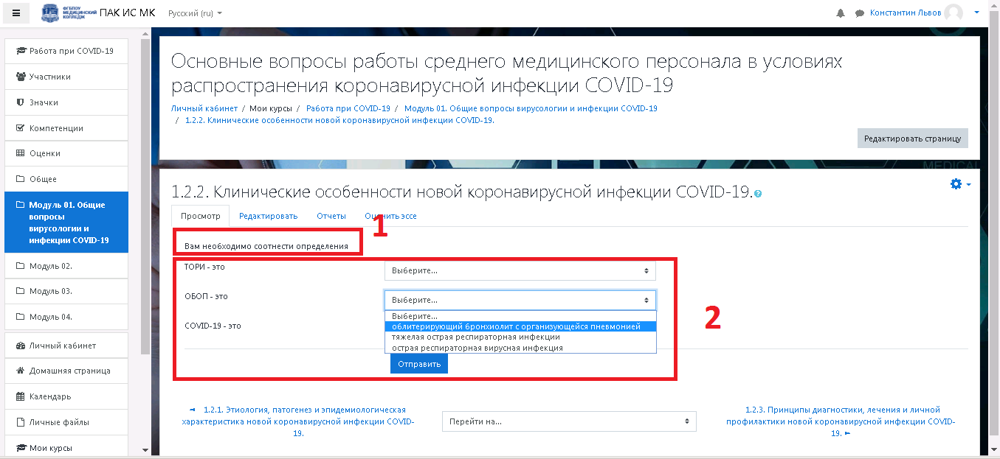 ФГБПОУ
МЕДИЦИНСКИЙ
КОЛЛЕДЖ
ПАК ИС МК
Русский (ru)
Константин Львов
Работа при COVID-19
Участники
Значки
Компетенции
Оценки
Общее
Модуль 01. Общие
вопросы
вирусологии и
инфекции COVID-19
Модуль 02.
Модуль 03.
Модуль 04.
Личный кабинет
Домашняя страница
Календарь
Личные файлы
Мои курсы
Основные вопросы работы среднего медицинского персонала в условиях
распространения коронавирусной инфекции COVID-19
Личный кабинет / Мои курсы / Работа при COVID-19 / Модуль 01. Общие вопросы вирусологии и инфекции COVID-19
/ 1.2.2. Клинические особенности новой коронавирусной инфекции COVID-19.
Редактировать страницу
MEDICAL
1.2.2. Клинические особенности новой коронавирусной инфекции COVID-19.
Просмотр Редактировать Отчеты Оценить эссе
1
Вам необходимо соотнести определения
ТОРИ - это Выберите...
ОБОП - это Выберите...
2
Выберите...
COVID-19 - это облитерирующий бронхиолит с организующейся пневмонией
тяжелая острая респираторная инфекции
острая респираторная вирусная инфекция
Отправить
1.2.1. Этиология, патогенез и эпидемиологическая
характеристика новой коронавирусной инфекции COVID-
19.
Перейти на...
1.2.3. Принципы диагностики, лечения и личной
профилактики новой коронавирусной инфекции COVID-
19.